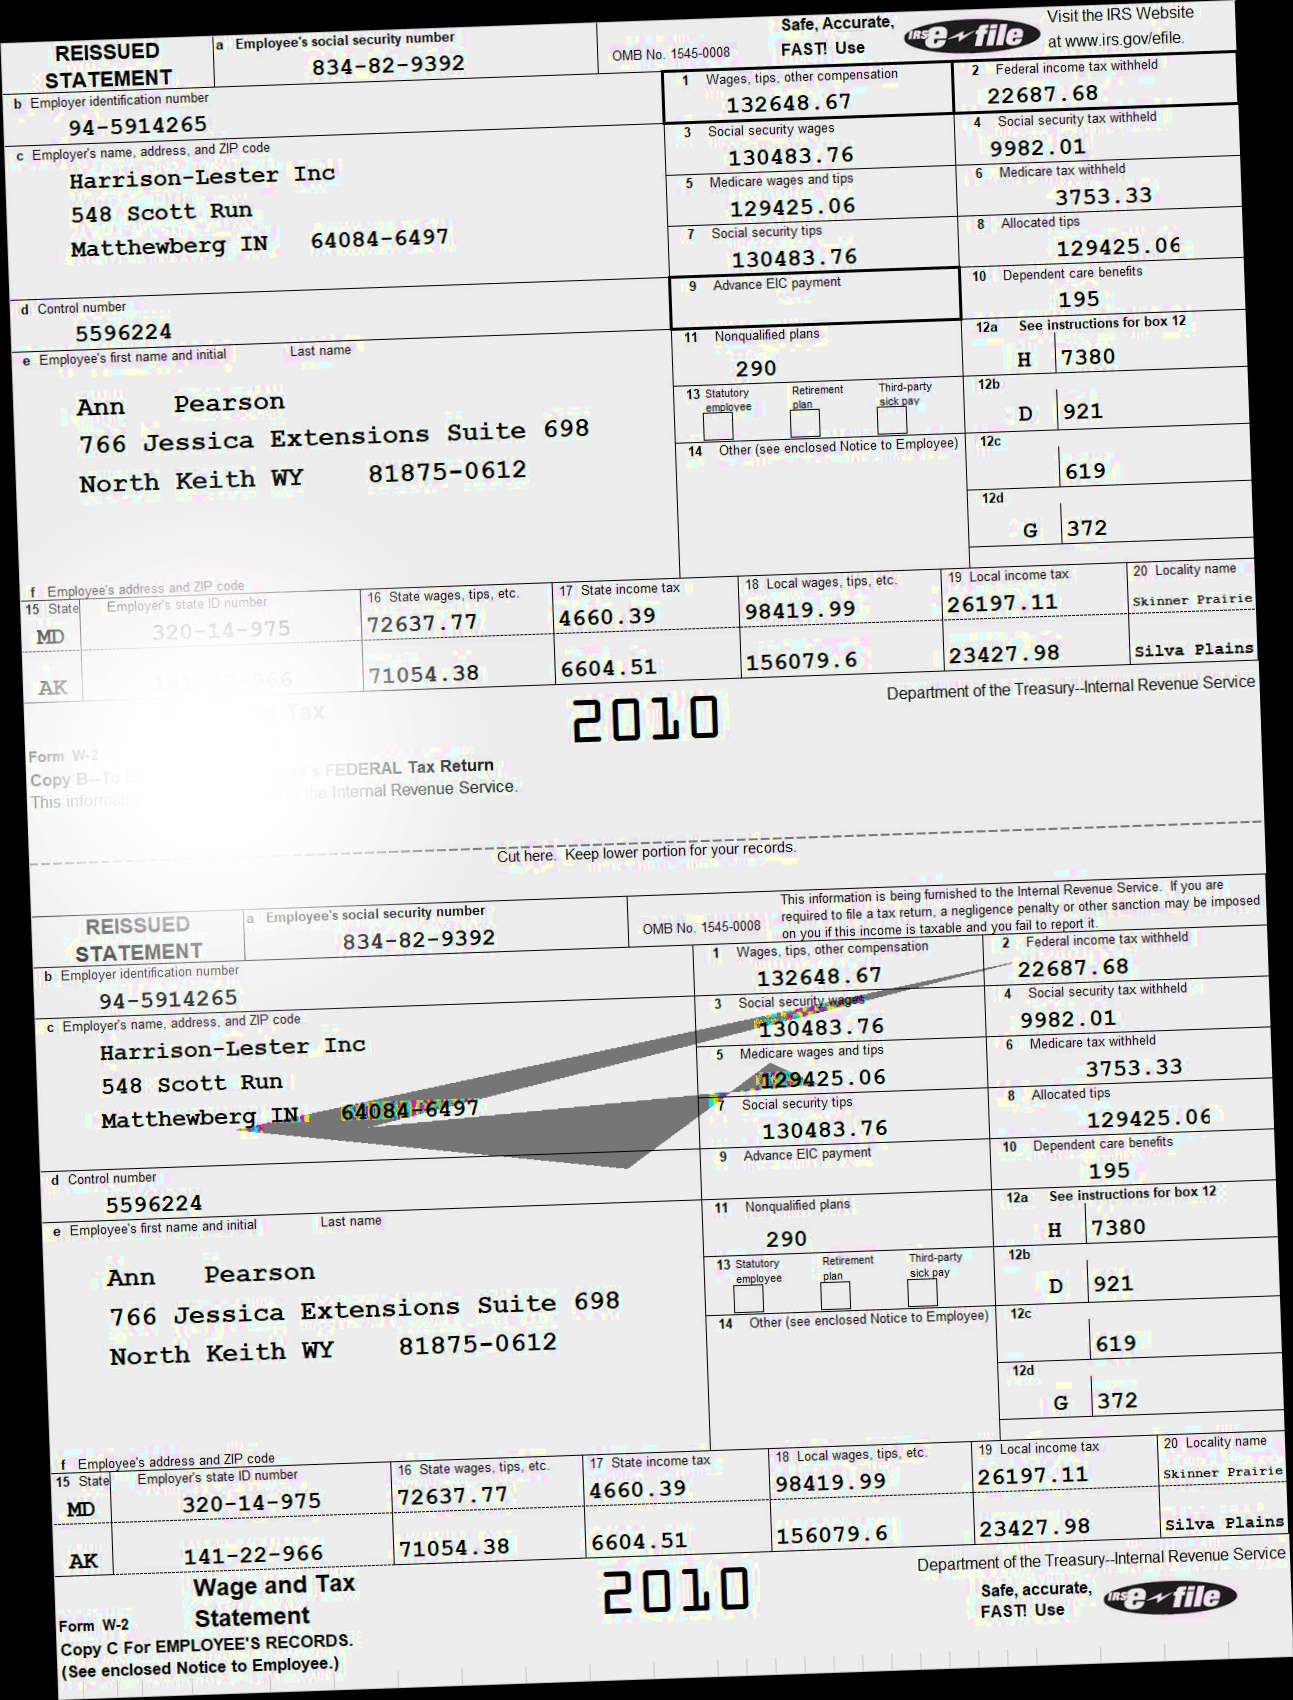 REISSUED
STATEMENT
a Employee's social security number
834-82-9392
OMB No. 1545-0008
Safe, Accurate,
FAST! Use
IRS e-file
Visit the IRS Website
at www.irs.gov/efile.
b Employer identification number
94-5914265
1 Wages, tips, other compensation
132648.67
2 Federal income tax withheld
22687.68
c Employer's name, address, and ZIP code
Harrison-Lester Inc
548 Scott Run
Matthewberg IN 64084-6497
3 Social security wages
130483.76
4 Social security tax withheld
9982.01
5 Medicare wages and tips
129425.06
6 Medicare tax withheld
3753.33
7 Social security tips
130483.76
8 Allocated tips
129425.06
d Control number
5596224
9 Advance EIC payment
10 Dependent care benefits
195
e Employee's first name and initial Last name
Ann Pearson
766 Jessica Extensions Suite 698
North Keith WY 81875-0612
11 Nonqualified plans
290
12a See instructions for box 12
H 7380
13 Statutory employee
Retirement plan
Third-party sick pay
12b
D 921
14 Other (see enclosed Notice to Employee)
12c
619
12d
G 372
f Employee's address and ZIP code
15 State Employer's state ID number
16 State wages, tips, etc.
17 State income tax
18 Local wages, tips, etc.
19 Local income tax
20 Locality name
MD 320-14-975 72637.77 4660.39 98419.99 26197.11 Skinner Prairie
AK 141-22-966 71054.38 6604.51 156079.6 23427.98 Silva Plains
Tax
2010
Department of the Treasury--Internal Revenue Service
Form W-2
Copy B--To FEDERAL Tax Return
This the Internal Revenue Service.
Cut here. Keep lower portion for your records.
REISSUED
STATEMENT
a Employee's social security number
834-82-9392
OMB No. 1545-0008
This information is being furnished to the Internal Revenue Service. If you are
required to file a tax return, a negligence penalty or other sanction may be imposed
on you if this income is taxable and you fail to report it.
b Employer identification number
94-5914265
1 Wages, tips, other compensation
132648.67
2 Federal income tax withheld
22687.68
c Employer's name, address, and ZIP code
Harrison-Lester Inc
548 Scott Run
Matthewberg IN 64084-6497
3 Social security wages
130483.76
4 Social security tax withheld
9982.01
5 Medicare wages and tips
129425.06
6 Medicare tax withheld
3753.33
7 Social security tips
130483.76
8 Allocated tips
129425.06
d Control number
5596224
9 Advance EIC payment
10 Dependent care benefits
195
e Employee's first name and initial Last name
Ann Pearson
766 Jessica Extensions Suite 698
North Keith WY 81875-0612
11 Nonqualified plans
290
12a See instructions for box 12
H 7380
13 Statutory employee
Retirement plan
Third-party sick pay
12b
D 921
14 Other (see enclosed Notice to Employee)
12c
619
12d
G 372
f Employee's address and ZIP code
15 State Employer's state ID number
16 State wages, tips, etc.
17 State income tax
18 Local wages, tips, etc.
19 Local income tax
20 Locality name
MD 320-14-975 72637.77 4660.39 98419.99 26197.11 Skinner Prairie
AK 141-22-966 71054.38 6604.51 156079.6 23427.98 Silva Plains
Wage and Tax
Statement
2010
Department of the Treasury--Internal Revenue Service
Safe, accurate,
FAST! Use
IRS e-file
Form W-2
Copy C For EMPLOYEE'S RECORDS.
(See enclosed Notice to Employee.)